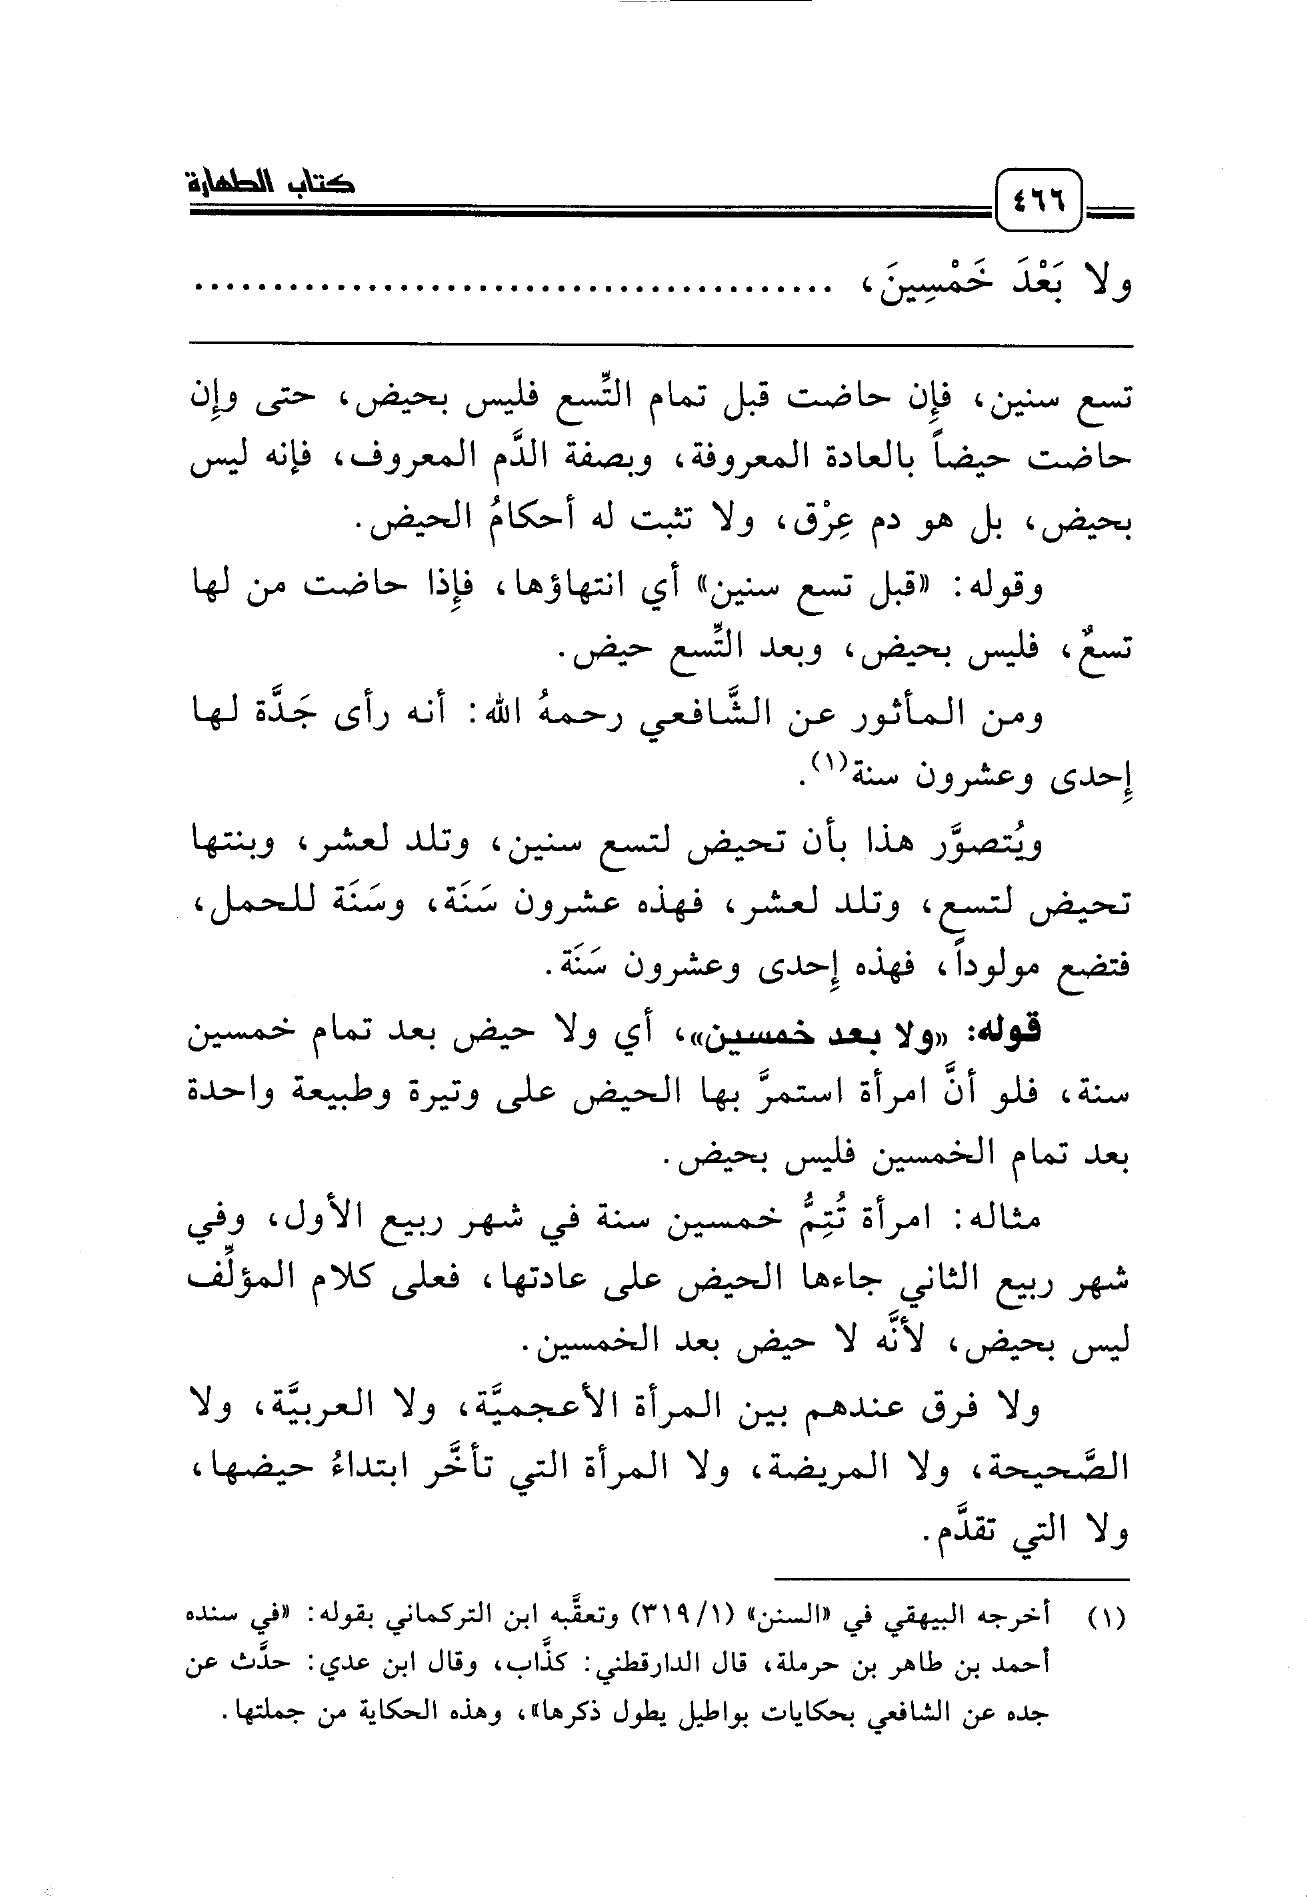 كتاب الطهارة
٤٦٦
ولا بَعْدَ خَمْسِينَ، ........................................
تسع سنين، فإِن حاضت قبل تمام التِّسع فليس بحيض، حتى وإِن
حاضت حيضاً بالعادة المعروفة، وبصفة الدَّم المعروف، فإنه ليس
بحيض، بل هو دم عِرْق، ولا تثبت له أحكامُ الحيض.
وقوله: «قبل تسع سنين» أي انتهاؤها، فإِذا حاضت من لها
تسعٌ، فليس بحيض، وبعد التِّسع حيض.
ومن المأثور عن الشَّافعي رحمهُ الله: أنه رأى جَدَّة لها
إِحدى وعشرون سنة(١).
ويُتصوَّر هذا بأن تحيض لتسع سنين، وتلد لعشر، وبنتها
تحيض لتسع، وتلد لعشر، فهذه عشرون سَنَة، وسَنَة للحمل،
فتضع مولوداً، فهذه إِحدى وعشرون سَنَة.
قوله: «ولا بعد خمسين»، أي ولا حيض بعد تمام خمسين
سنة، فلو أنَّ امرأة استمرَّ بها الحيض على وتيرة وطبيعة واحدة
بعد تمام الخمسين فليس بحيض.
مثاله: امرأة تُتِمُّ خمسين سنة في شهر ربيع الأول، وفي
شهر ربيع الثاني جاءها الحيض على عادتها، فعلى كلام المؤلِّف
ليس بحيض، لأنَّه لا حيض بعد الخمسين.
ولا فرق عندهم بين المرأة الأعجميَّة، ولا العربيَّة، ولا
الصَّحيحة، ولا المريضة، ولا المرأة التي تأخَّر ابتداءُ حيضها،
ولا التي تقدَّم.
(١) أخرجه البيهقي في «السنن» (٣١٩/١) وتعقَّبه ابن التركماني بقوله: «في سنده
أحمد بن طاهر بن حرملة، قال الدارقطني: كذَّاب، وقال ابن عدي: حدَّث عن
جده عن الشافعي بحكايات بواطيل يطول ذكرها»، وهذه الحكاية من جملتها.